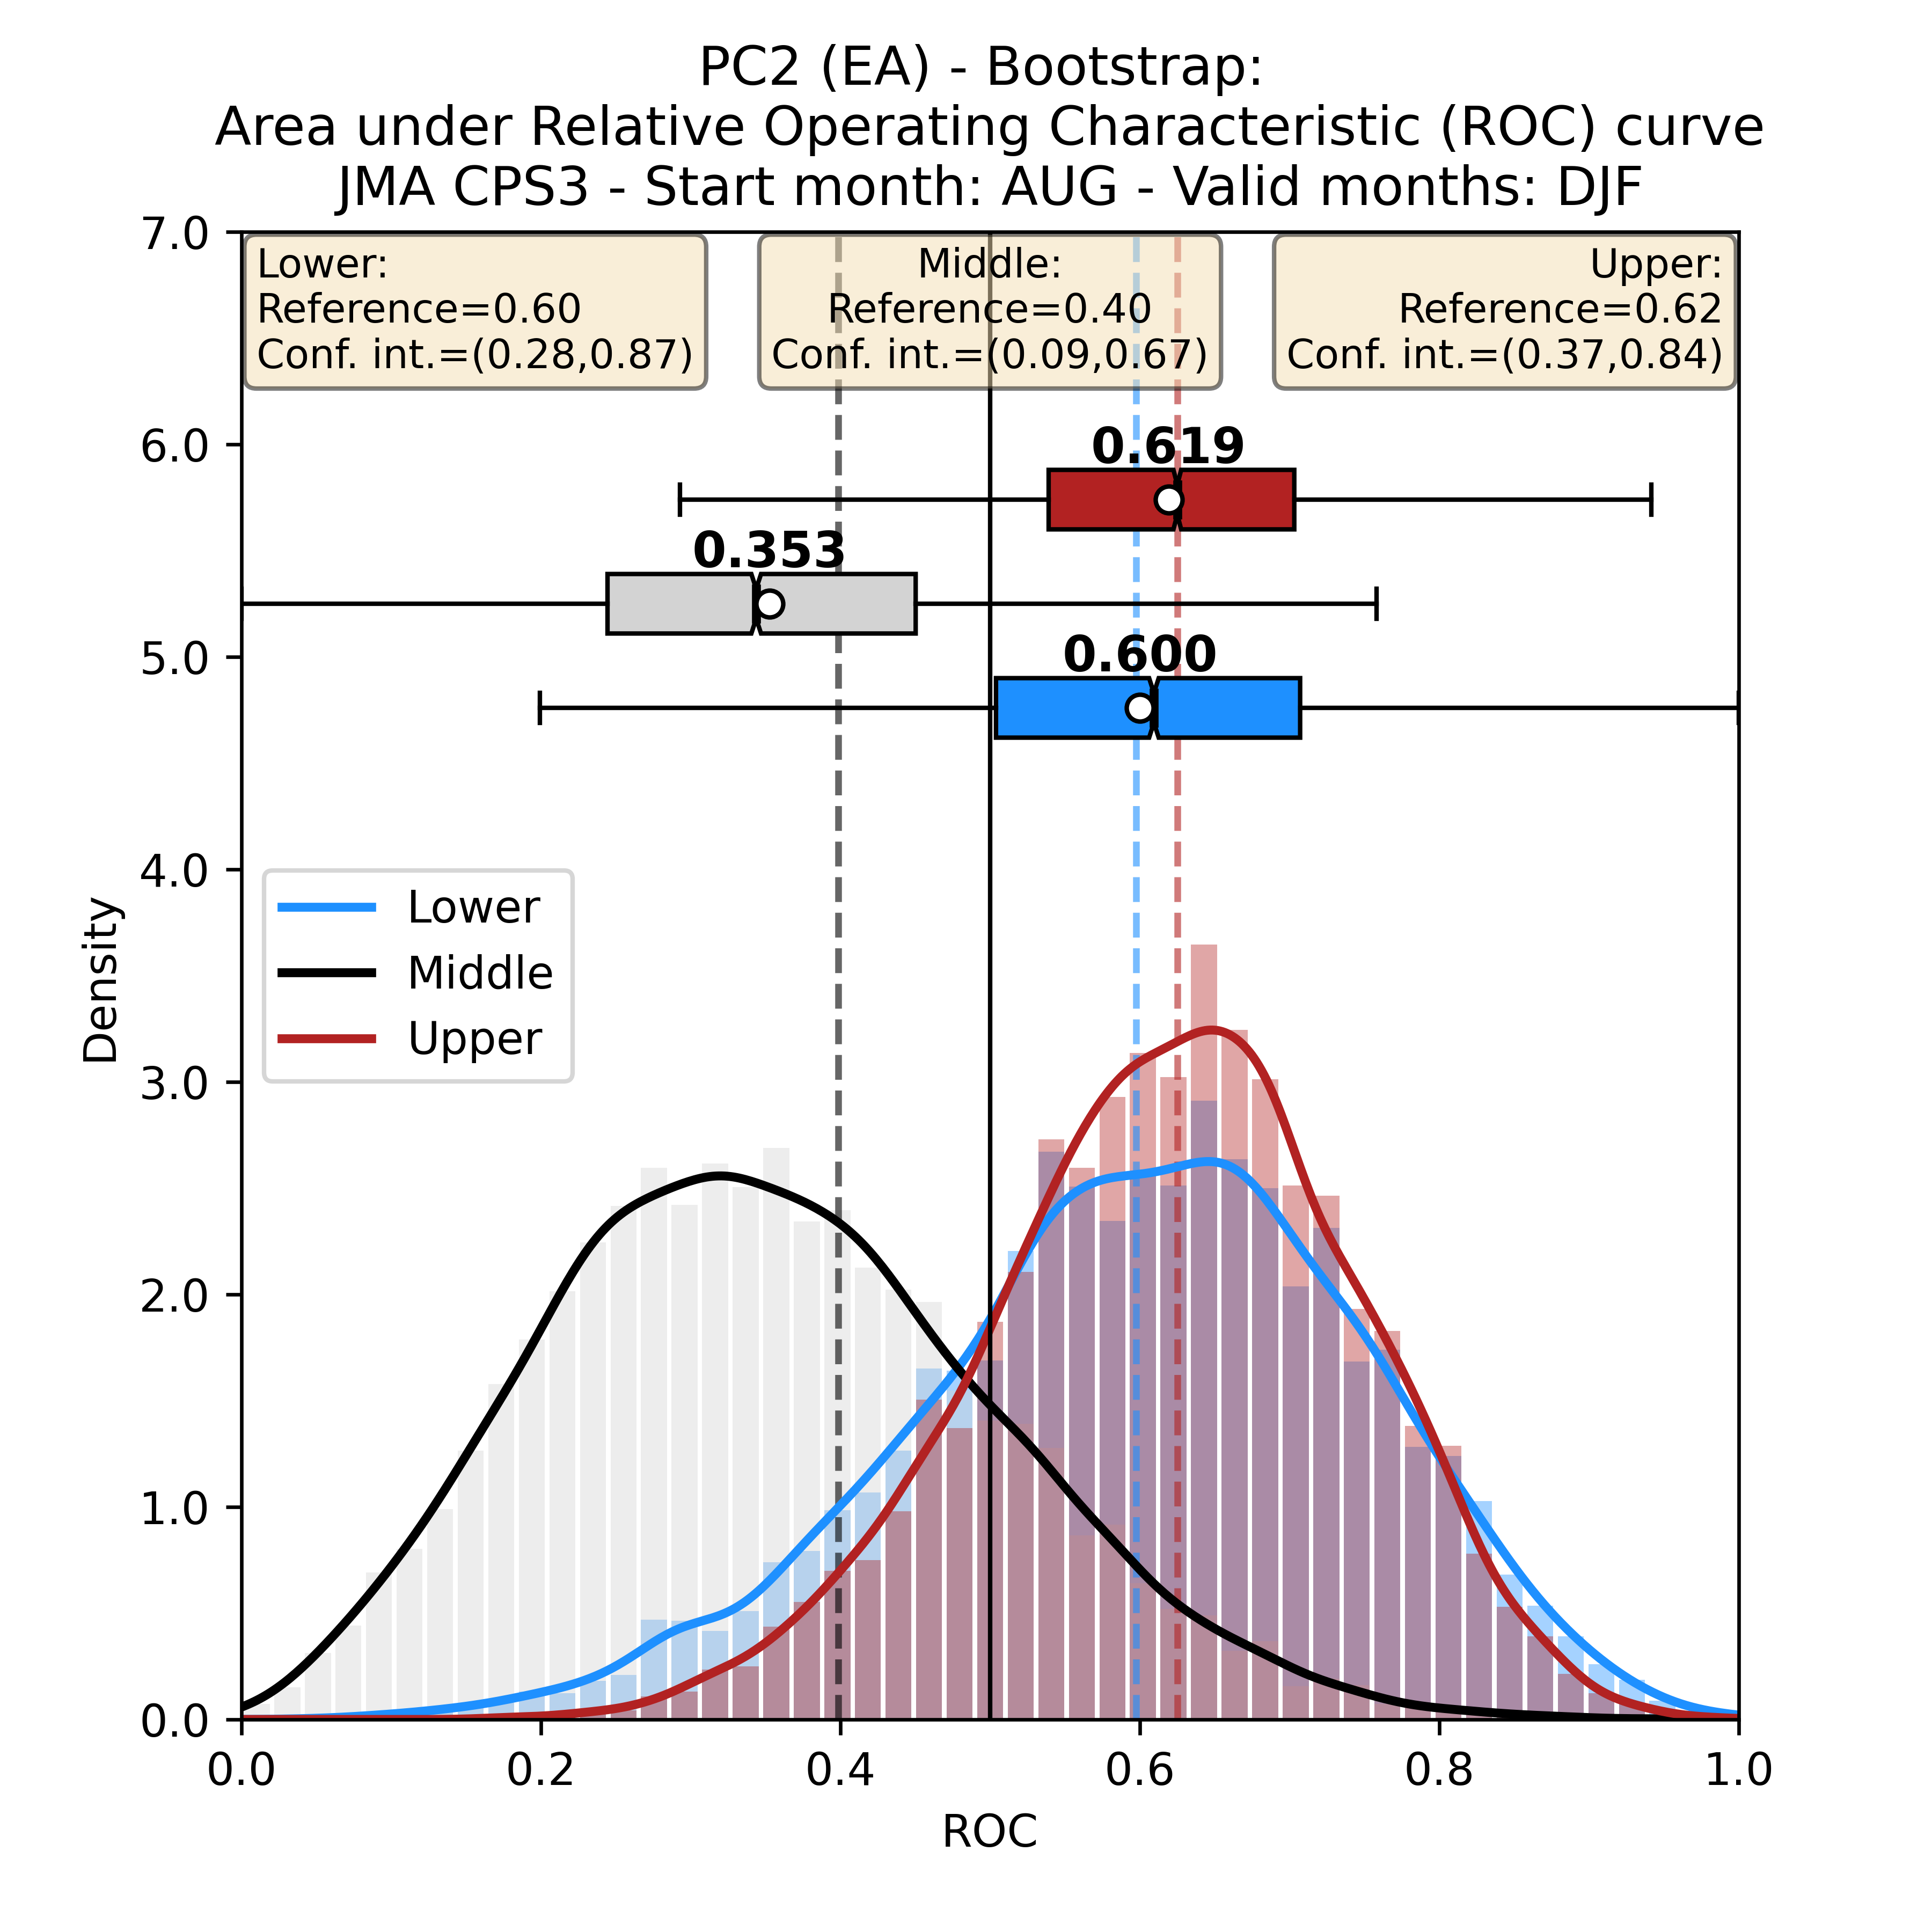 PC2 (EA) - Bootstrap:
Area under Relative Operating Characteristic (ROC) curve
JMA CPS3 - Start month: AUG - Valid months: DJF
Lower:
Reference=0.60
Conf. int.=(0.28,0.87)
Middle:
Reference=0.40
Conf. int.=(0.09,0.67)
Upper:
Reference=0.62
Conf. int.=(0.37,0.84)
0.619
0.353
0.600
Lower
Middle
Upper
Density
7.0
6.0
5.0
4.0
3.0
2.0
1.0
0.0
0.0 0.2 0.4 0.6 0.8 1.0
ROC